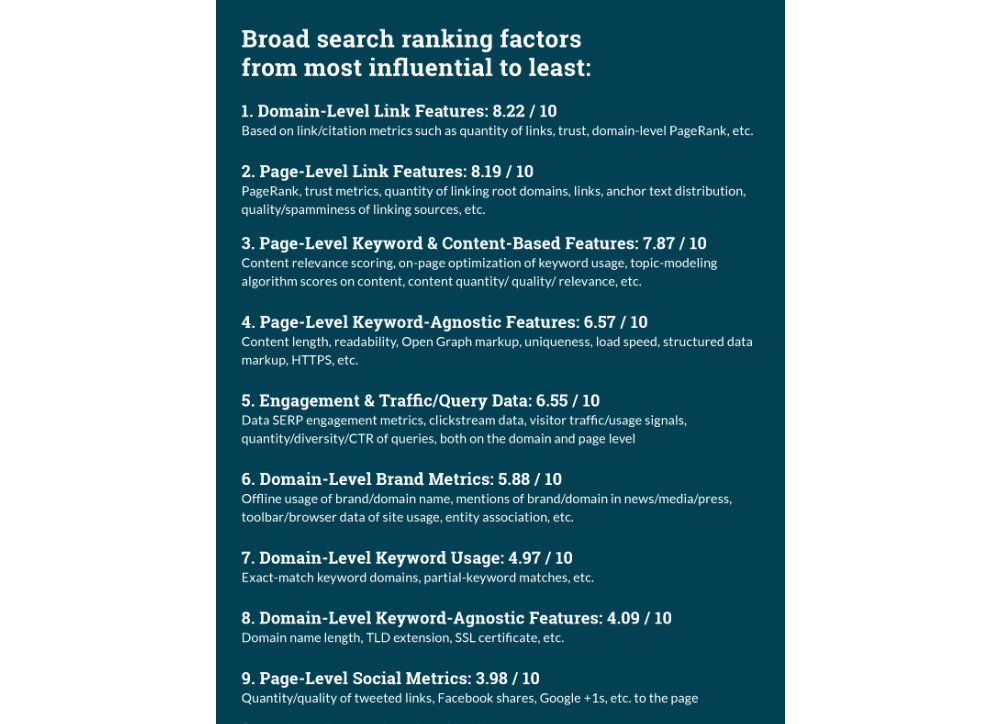 Broad search ranking factors
from most influential to least:
1. Domain-Level Link Features: 8.22 / 10
Based on link/citation metrics such as quantity of links, trust, domain-level PageRank, etc.
2. Page-Level Link Features: 8.19 / 10
PageRank, trust metrics, quantity of linking root domains, links, anchor text distribution,
quality/spamminess of linking sources, etc.
3. Page-Level Keyword & Content-Based Features: 7.87 / 10
Content relevance scoring, on-page optimization of keyword usage, topic-modeling
algorithm scores on content, content quantity/ quality/ relevance, etc.
4. Page-Level Keyword-Agnostic Features: 6.57 / 10
Content length, readability, Open Graph markup, uniqueness, load speed, structured data
markup, HTTPS, etc.
5. Engagement & Traffic/Query Data: 6.55 / 10
Data SERP engagement metrics, clickstream data, visitor traffic/usage signals,
quantity/diversity/CTR of queries, both on the domain and page level
6. Domain-Level Brand Metrics: 5.88 / 10
Offline usage of brand/domain name, mentions of brand/domain in news/media/press,
toolbar/browser data of site usage, entity association, etc.
7. Domain-Level Keyword Usage: 4.97 / 10
Exact-match keyword domains, partial-keyword matches, etc.
8. Domain-Level Keyword-Agnostic Features: 4.09 / 10
Domain name length, TLD extension, SSL certificate, etc.
9. Page-Level Social Metrics: 3.98 / 10
Quantity/quality of tweeted links, Facebook shares, Google +1s, etc. to the page